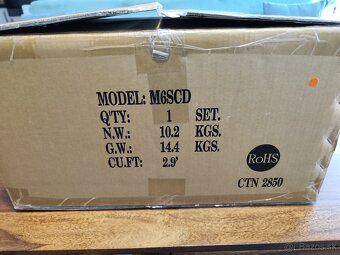 MODEL: M6SCD
Q'TY: 1 SET.
N.W.: 10.2 KGS.
G.W.: 14.4 KGS.
CU.FT: 2.9'
RoHS
CTN 2850